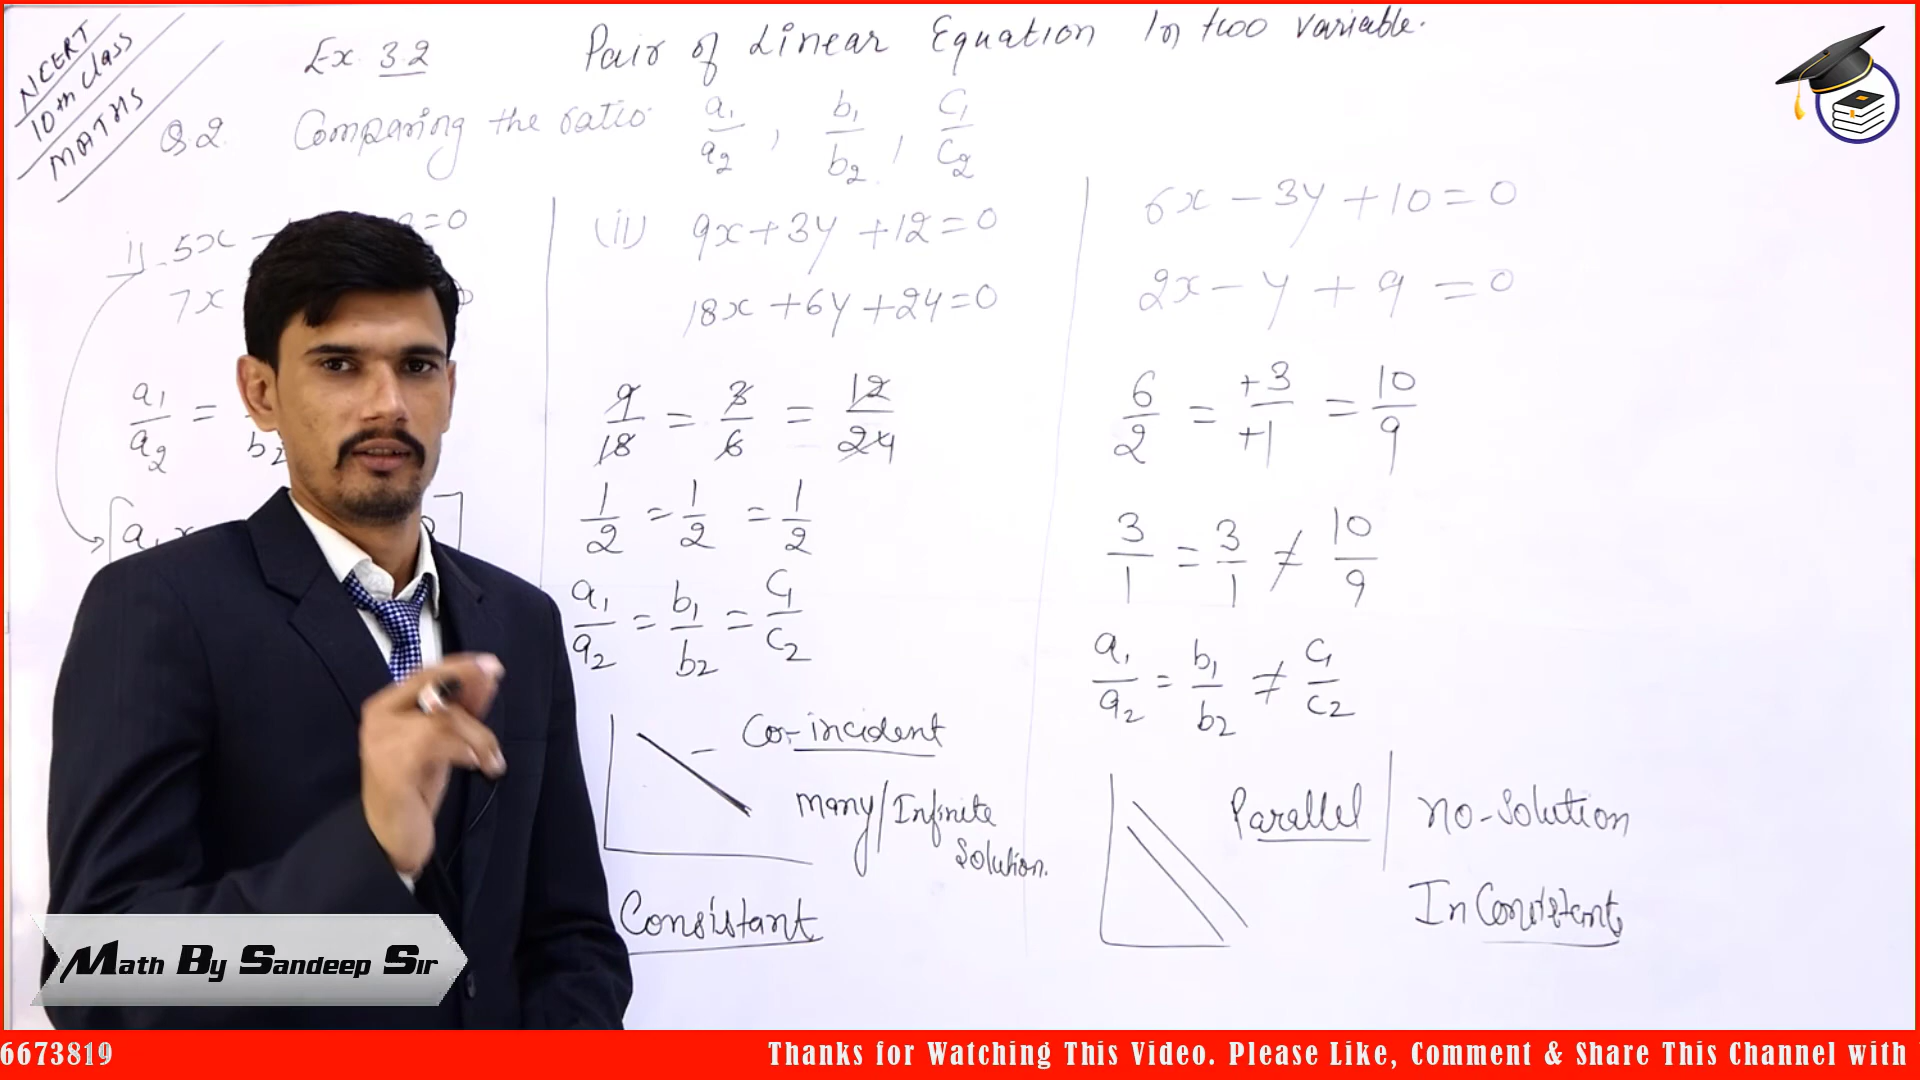 NCERT
10th Class
MATHS
Ex. 3.2
Pair of Linear Equation In two variable.
Q.2. Comparing the ratio a₁/a₂, b₁/b₂, c₁/c₂
i) 5x =0
7x
a₁/a₂ = b₂
(ii) 9x+3y+12=0
18x+6y+24=0
9/18 = 3/6 = 12/24
1/2 = 1/2 = 1/2
a₁/a₂ = b₁/b₂ = c₁/c₂
Co-incident
Many/Infinite
Solution.
Consistant
6x-3y+10=0
2x-y+9=0
6/2 = +3/+1 = 10/9
3/1 = 3/1 ≠ 10/9
a₁/a₂ = b₁/b₂ ≠ c₁/c₂
Parallel | no-solution
InConsistent
Math By Sandeep Sir
6673819 Thanks for Watching This Video. Please Like, Comment & Share This Channel with